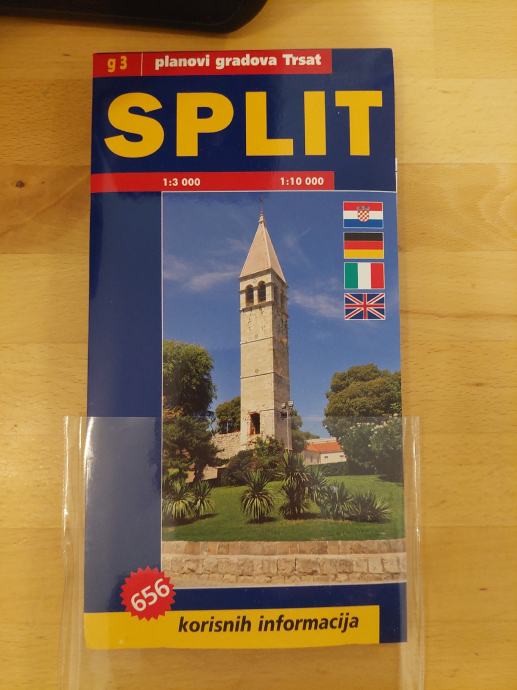 g3 planovi gradova Trsat
SPLIT
1:3 000 1:10 000
656
korisnih informacija